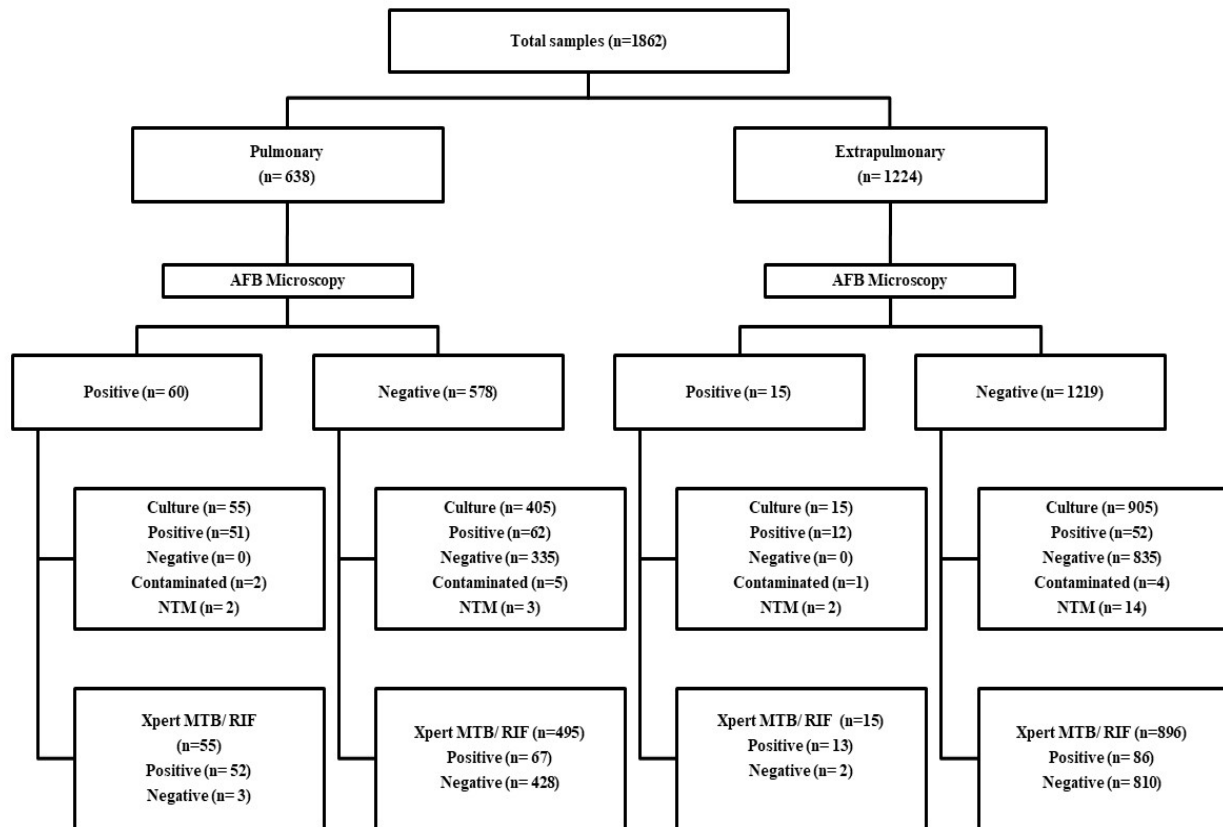 Total samples (n=1862)
Pulmonary
(n= 638)
Extrapulmonary
(n= 1224)
AFB Microscopy
AFB Microscopy
Positive (n= 60)
Negative (n= 578)
Positive (n= 15)
Negative (n= 1219)
Culture (n= 55)
Positive (n=51)
Negative (n= 0)
Contaminated (n=2)
NTM (n= 2)
Culture (n= 405)
Positive (n=62)
Negative (n= 335)
Contaminated (n=5)
NTM (n= 3)
Culture (n= 15)
Positive (n=12)
Negative (n= 0)
Contaminated (n=1)
NTM (n= 2)
Culture (n= 905)
Positive (n=52)
Negative (n= 835)
Contaminated (n=4)
NTM (n= 14)
Xpert MTB/ RIF
(n=55)
Positive (n= 52)
Negative (n= 3)
Xpert MTB/ RIF (n=495)
Positive (n= 67)
Negative (n= 428)
Xpert MTB/ RIF (n=15)
Positive (n= 13)
Negative (n= 2)
Xpert MTB/ RIF (n=896)
Positive (n= 86)
Negative (n= 810)